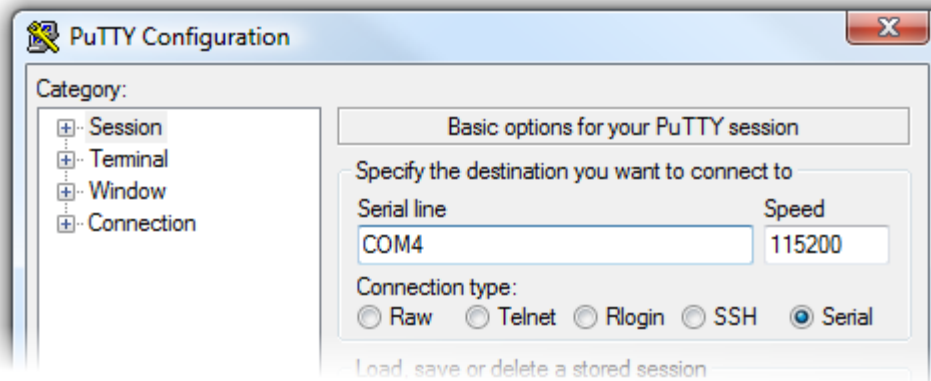 PuTTY Configuration
Category:
Session
Terminal
Window
Connection
Basic options for your PuTTY session
Specify the destination you want to connect to
Serial line Speed
COM4 115200
Connection type:
Raw Telnet Rlogin SSH Serial
Load, save or delete a stored session